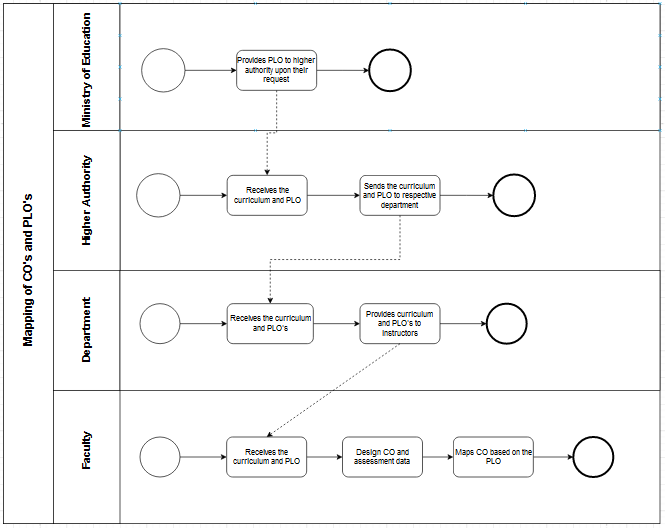 Mapping of CO's and PLO's
Ministry of Education
Provides PLO to higher
authority upon their
request
Higher Authority
Receives the
curriculum and PLO
Sends the curriculum
and PLO to respective
department
Department
Receives the curriculum
and PLO's
Provides curriculum
and PLO's to
Instructors
Faculty
Receives the
curriculum and PLO
Design CO and
assessment data
Maps CO based on the
PLO